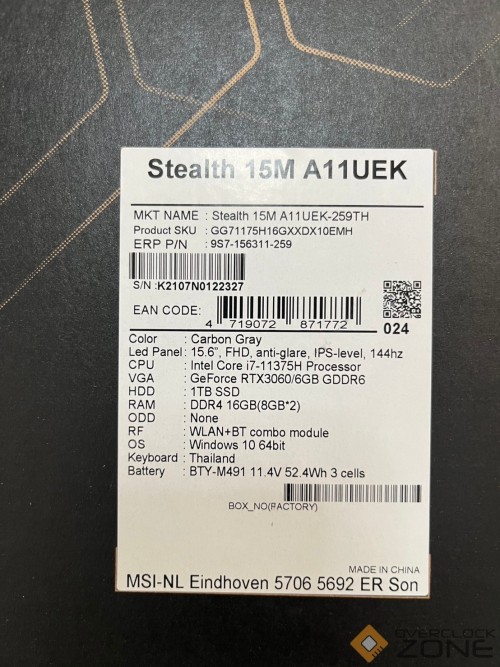 Stealth 15M A11UEK
MKT NAME : Stealth 15M A11UEK-259TH
Product SKU : GG71175H16GXXDX10EMH
ERP P/N : 9S7-156311-259
S/N :K2107N0122327
EAN CODE:
4 719072 871772
024
Color : Carbon Gray
Led Panel : 15.6", FHD, anti-glare, IPS-level, 144hz
CPU : Intel Core i7-11375H Processor
VGA : GeForce RTX3060/6GB GDDR6
HDD : 1TB SSD
RAM : DDR4 16GB(8GB*2)
ODD : None
RF : WLAN+BT combo module
OS : Windows 10 64bit
Keyboard : Thailand
Battery : BTY-M491 11.4V 52.4Wh 3 cells
BOX_NO(FACTORY)
MADE IN CHINA
MSI-NL Eindhoven 5706 5692 ER Son
OVERCLOCK
ZONE